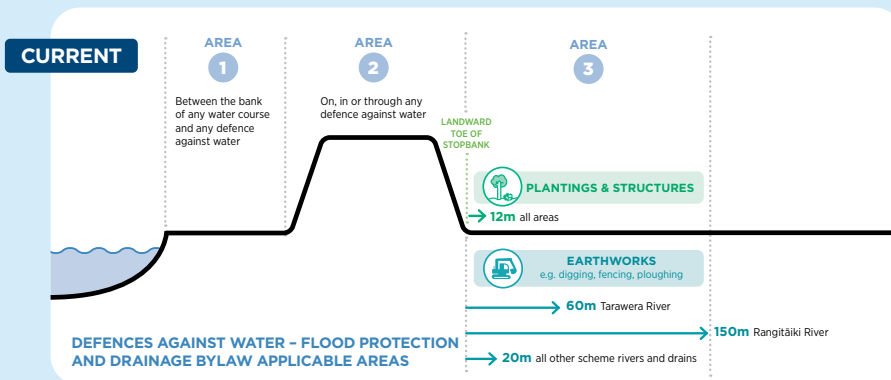 CURRENT
AREA
1
Between the bank
of any water course
and any defence
against water
AREA
2
On, in or through any
defence against water
LANDWARD
TOE OF
STOPBANK
AREA
3
PLANTINGS & STRUCTURES
12m all areas
EARTHWORKS
e.g. digging, fencing, ploughing
60m Tarawera River
150m Rangitāiki River
20m all other scheme rivers and drains
DEFENCES AGAINST WATER – FLOOD PROTECTION
AND DRAINAGE BYLAW APPLICABLE AREAS